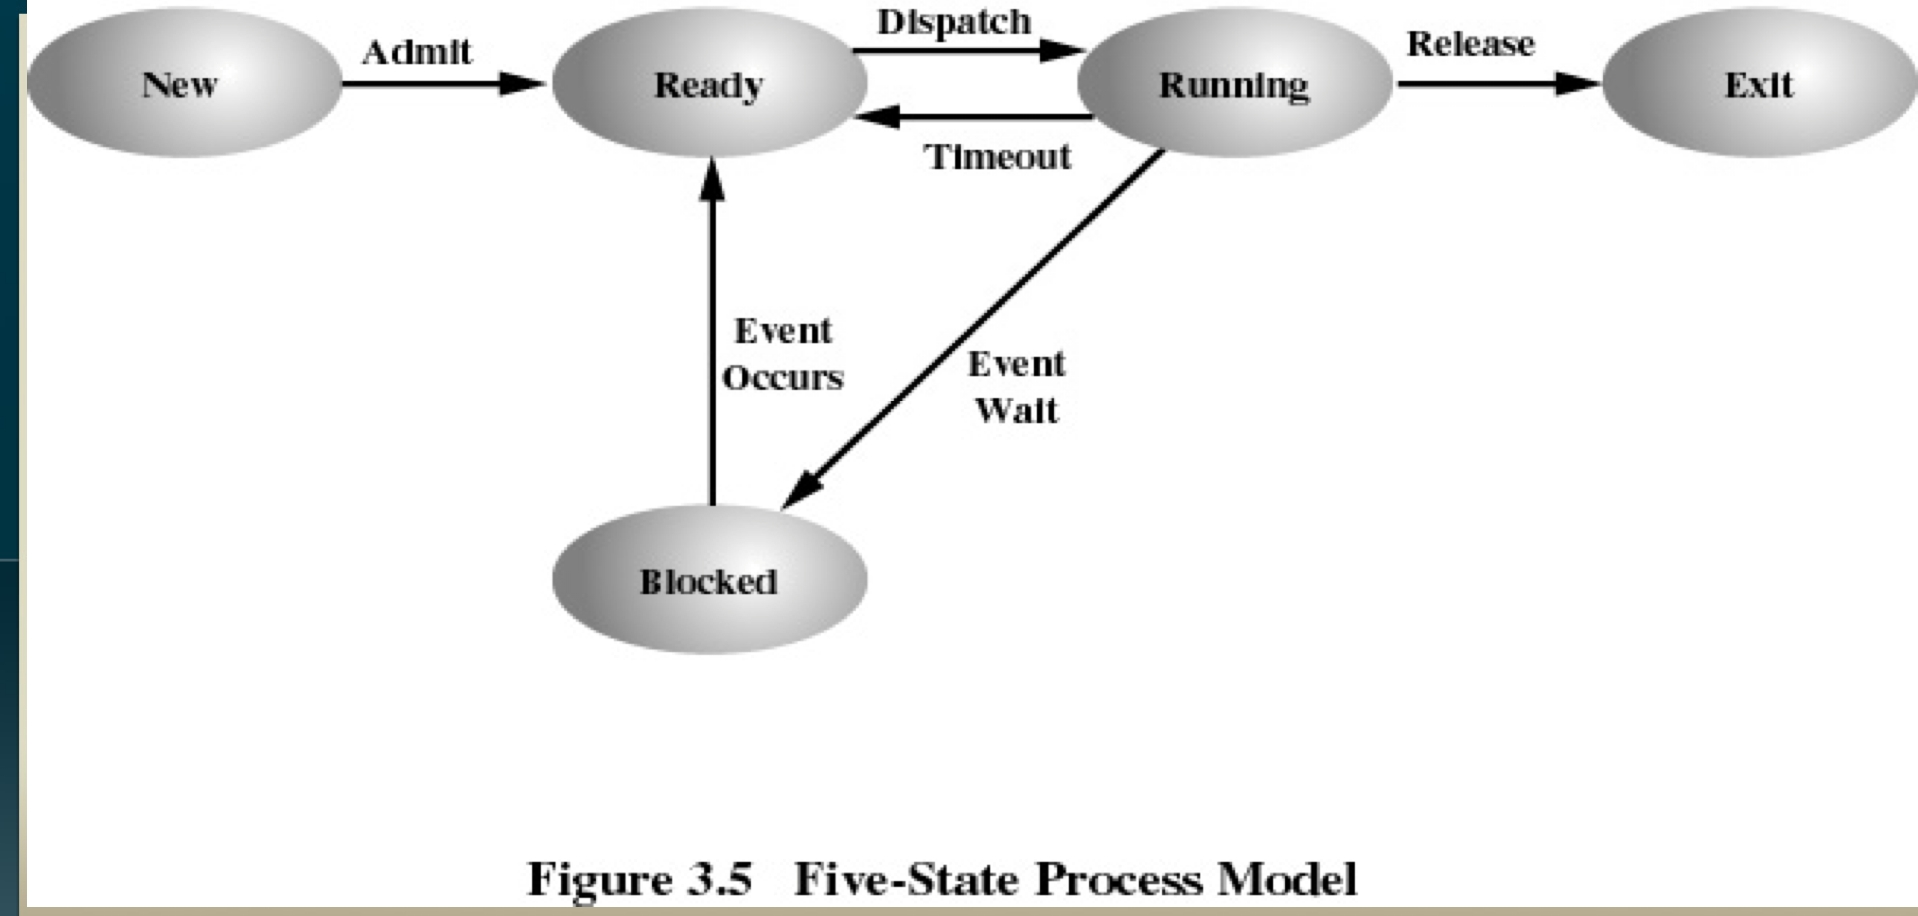 Dispatch
Admit
Release
New
Ready
Running
Exit
Timeout
Event
Occurs
Event
Wait
Blocked
Figure 3.5 Five-State Process Model